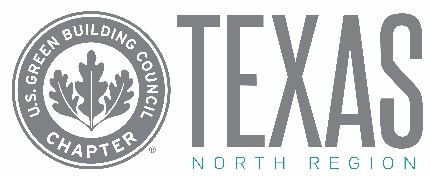 U.S. GREEN BUILDING COUNCIL
CHAPTER
®
TEXAS
NORTH REGION